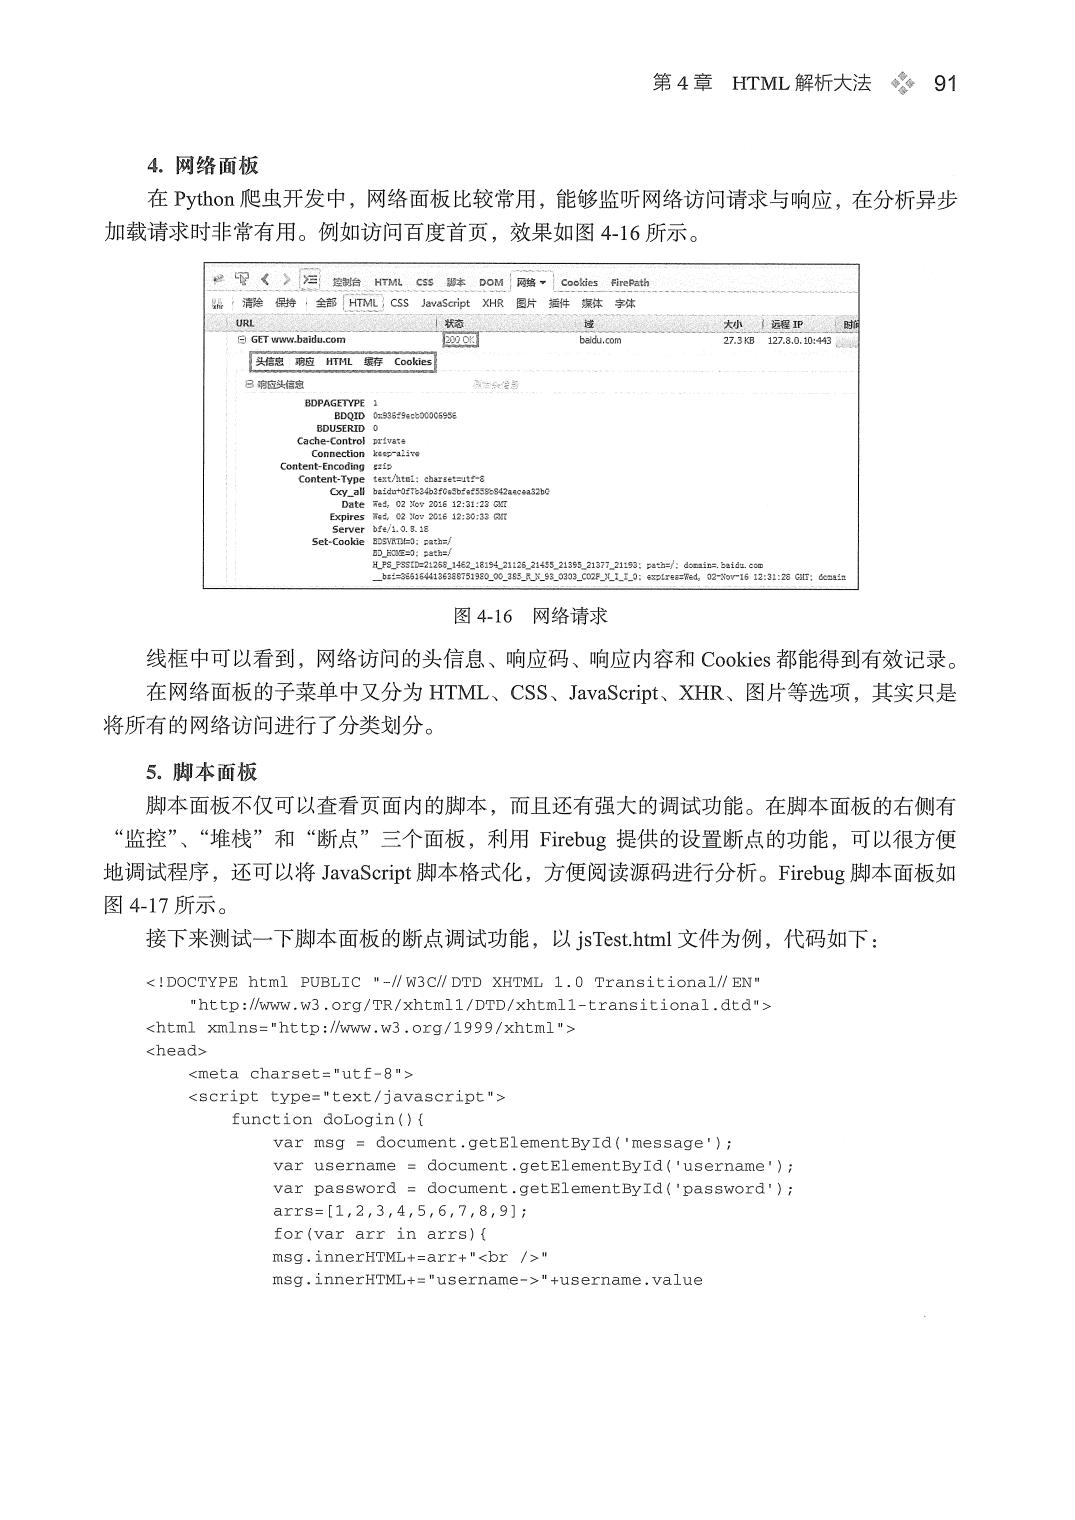 第 4 章 HTML 解析大法 91
4. 网络面板
在 Python 爬虫开发中，网络面板比较常用，能够监听网络访问请求与响应，在分析异步
加载请求时非常有用。例如访问百度首页，效果如图 4-16 所示。
控制台 HTML CSS 脚本 DOM 网络 Cookies FirePath
清除 保持 全部 HTML CSS JavaScript XHR 图片 插件 媒体 字体
URL 状态 域 大小 远程 IP 时间
GET www.baidu.com 200 OK baidu.com 27.3 KB 127.8.0.10:443
头信息 响应 HTML 缓存 Cookies
响应头信息
BDPAGETYPE 1
BDQID
BDUSERID 0
Cache-Control private
Connection keep-alive
Content-Encoding gzip
Content-Type text/html; charset=utf-8
Cxy_all
Date Wed, 02 Nov 2016 12:31:23 GMT
Expires Wed, 02 Nov 2016 12:30:33 GMT
Server bfe/1.0.8.18
Set-Cookie BDSVRTM=0; path=/
BD_HOME=0; path=/
H_PS_PSSID=21268_1462_18194_21126_21455_21395_21377_21193; path=/; domain=.baidu.com
expires=Wed, 02-Nov-16 12:31:28 GMT; domain
图 4-16 网络请求
线框中可以看到，网络访问的头信息、响应码、响应内容和 Cookies 都能得到有效记录。
在网络面板的子菜单中又分为 HTML、CSS、JavaScript、XHR、图片等选项，其实只是
将所有的网络访问进行了分类划分。
5. 脚本面板
脚本面板不仅可以查看页面内的脚本，而且还有强大的调试功能。在脚本面板的右侧有
“监控”、“堆栈”和“断点”三个面板，利用 Firebug 提供的设置断点的功能，可以很方便
地调试程序，还可以将 JavaScript 脚本格式化，方便阅读源码进行分析。Firebug 脚本面板如
图 4-17 所示。
接下来测试一下脚本面板的断点调试功能，以 jsTest.html 文件为例，代码如下：
<!DOCTYPE html PUBLIC "-//W3C//DTD XHTML 1.0 Transitional//EN"
"http://www.w3.org/TR/xhtml1/DTD/xhtml1-transitional.dtd">
<html xmlns="http://www.w3.org/1999/xhtml">
<head>
<meta charset="utf-8">
<script type="text/javascript">
function doLogin(){
var msg = document.getElementById('message');
var username = document.getElementById('username');
var password = document.getElementById('password');
arrs=[1,2,3,4,5,6,7,8,9];
for(var arr in arrs){
msg.innerHTML+=arr+"<br />"
msg.innerHTML+="username->"+username.value